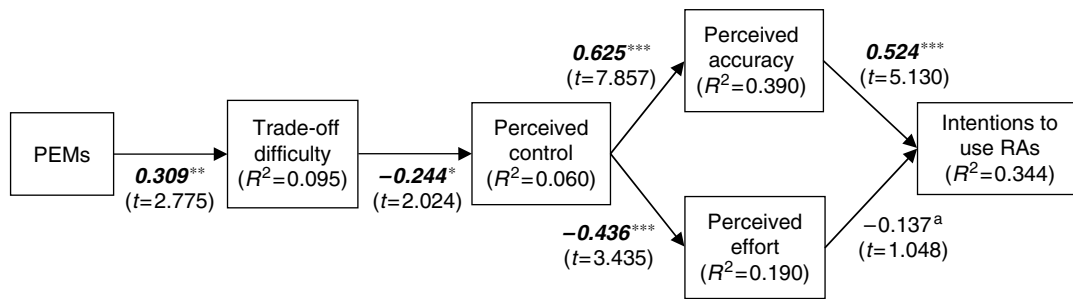 PEMs
0.309**
(t=2.775)
Trade-off
difficulty
(R²=0.095)
−0.244*
(t=2.024)
Perceived
control
(R²=0.060)
0.625***
(t=7.857)
Perceived
accuracy
(R²=0.390)
0.524***
(t=5.130)
−0.436***
(t=3.435)
Perceived
effort
(R²=0.190)
−0.137ᵃ
(t=1.048)
Intentions to
use RAs
(R²=0.344)